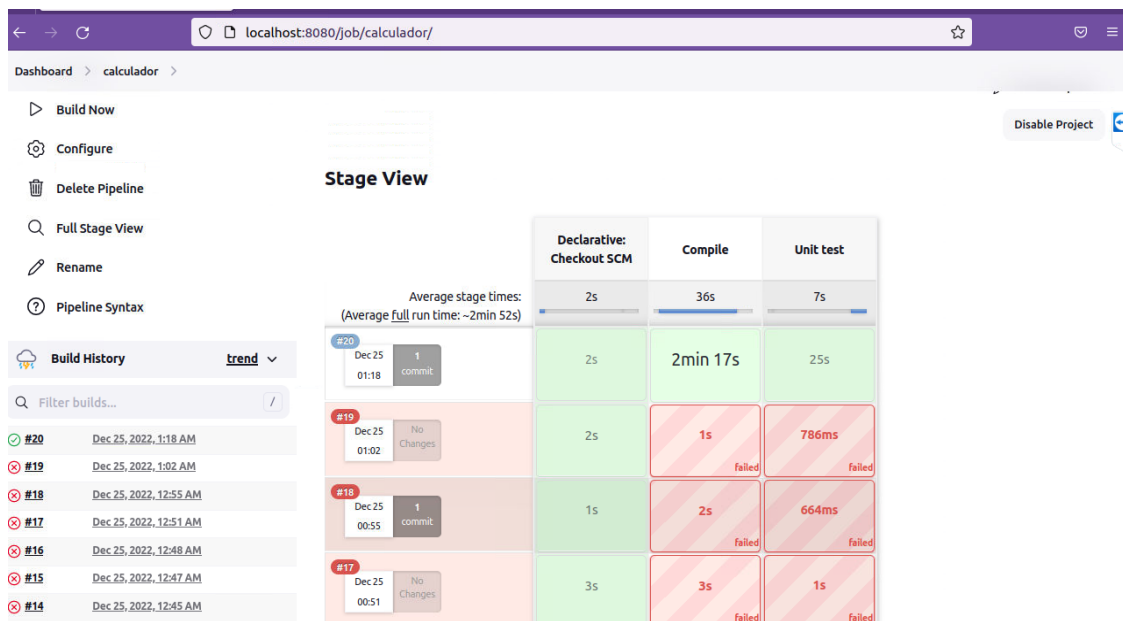 localhost:8080/job/calculador/
Dashboard > calculador >
Build Now
Configure
Delete Pipeline
Full Stage View
Rename
Pipeline Syntax
Build History trend
Filter builds... /
#20 Dec 25, 2022, 1:18 AM
#19 Dec 25, 2022, 1:02 AM
#18 Dec 25, 2022, 12:55 AM
#17 Dec 25, 2022, 12:51 AM
#16 Dec 25, 2022, 12:48 AM
#15 Dec 25, 2022, 12:47 AM
#14 Dec 25, 2022, 12:45 AM
Disable Project
Stage View
Declarative:
Checkout SCM
Compile
Unit test
Average stage times:
(Average full run time: ~2min 52s)
2s 36s 7s
#20
Dec 25
01:18
1
commit
2s
2min 17s
25s
#19
Dec 25
01:02
No
Changes
2s
1s
failed
786ms
failed
#18
Dec 25
00:55
1
commit
1s
2s
failed
664ms
failed
#17
Dec 25
00:51
No
Changes
3s
3s
failed
1s
failed